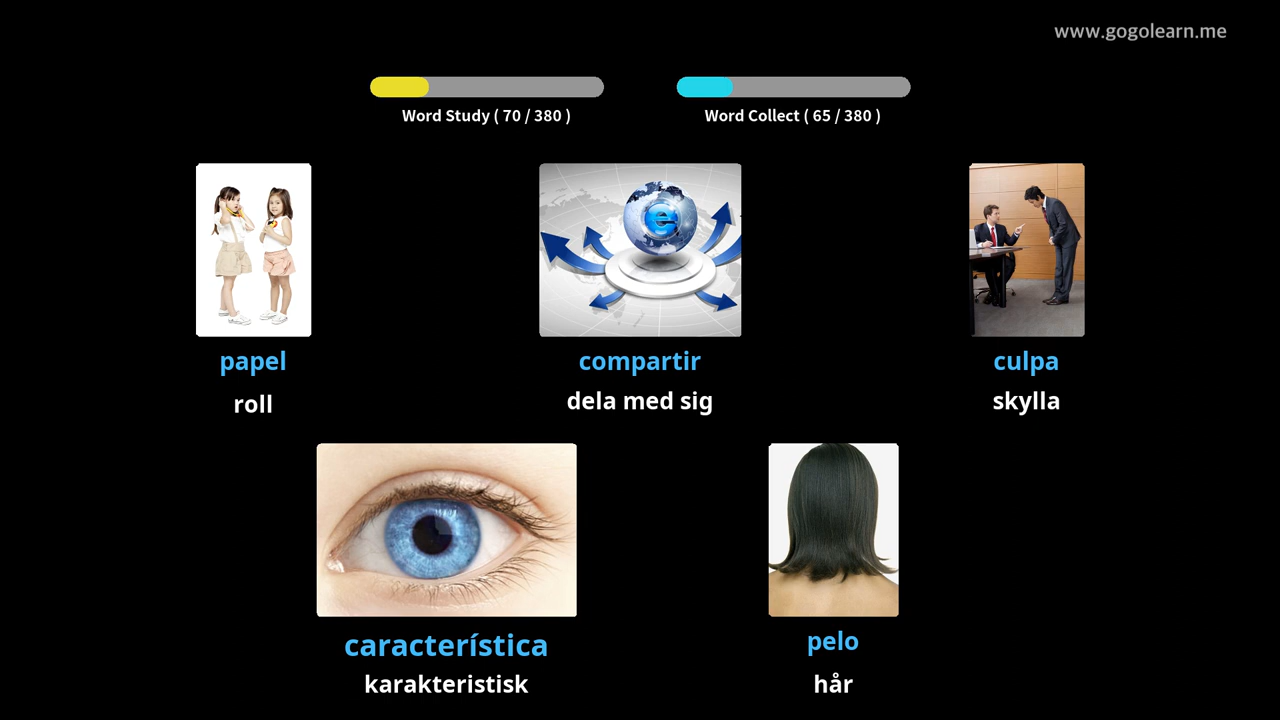 www.gogolearn.me
Word Study ( 70 / 380 )
Word Collect ( 65 / 380 )
e
papel
compartir
culpa
roll
dela med sig
skylla
característica
pelo
karakteristisk
hår